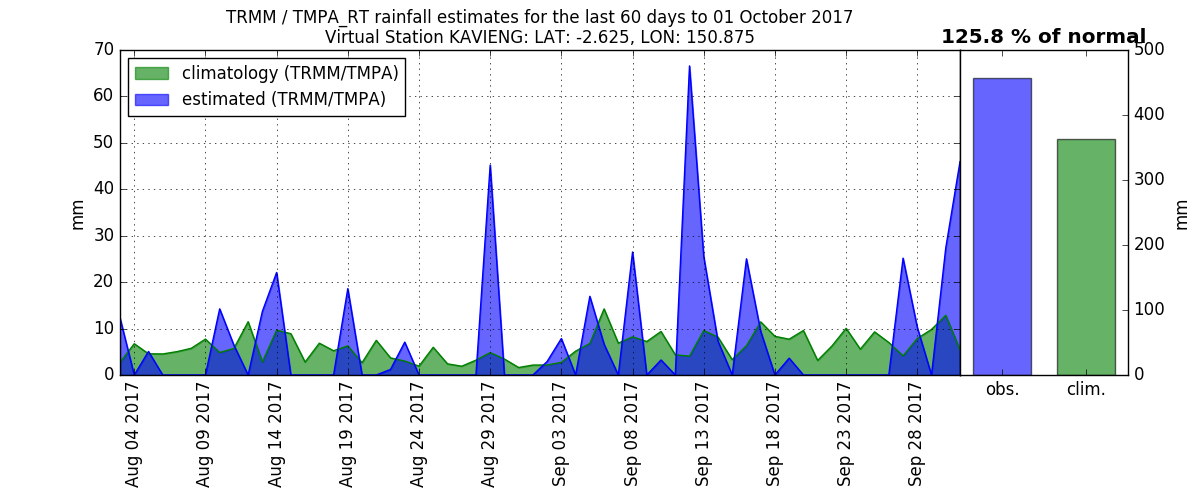 TRMM / TMPA_RT rainfall estimates for the last 60 days to 01 October 2017
Virtual Station KAVIENG: LAT: -2.625, LON: 150.875
125.8 % of normal
climatology (TRMM/TMPA)
estimated (TRMM/TMPA)
70
60
50
40
30
20
10
0
mm
Aug 04 2017
Aug 09 2017
Aug 14 2017
Aug 19 2017
Aug 24 2017
Aug 29 2017
Sep 03 2017
Sep 08 2017
Sep 13 2017
Sep 18 2017
Sep 23 2017
Sep 28 2017
obs.
clim.
500
400
300
200
100
0
mm